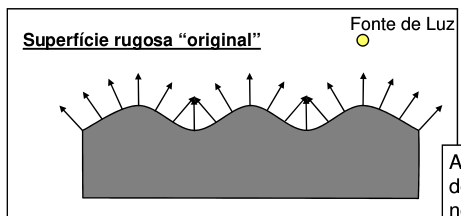 Fonte de Luz
Superfície rugosa “original”
A
d
n